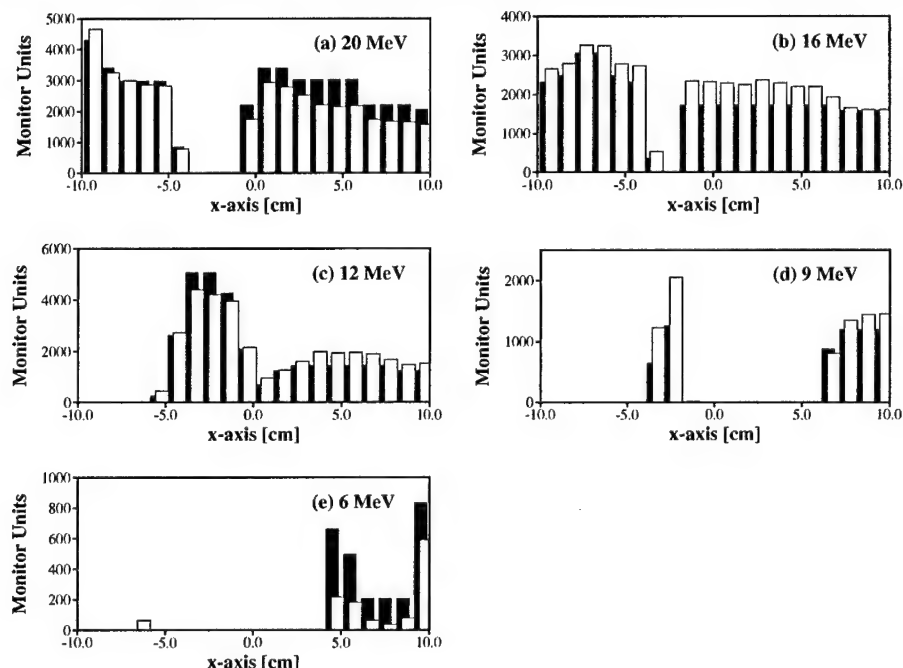 (a) 20 MeV
Monitor Units
5000
4000
3000
2000
1000
0
-10.0 -5.0 0.0 5.0 10.0
x-axis [cm]
(b) 16 MeV
Monitor Units
4000
3000
2000
1000
0
-10.0 -5.0 0.0 5.0 10.0
x-axis [cm]
(c) 12 MeV
Monitor Units
6000
4000
2000
0
-10.0 -5.0 0.0 5.0 10.0
x-axis [cm]
(d) 9 MeV
Monitor Units
2000
1000
0
-10.0 -5.0 0.0 5.0 10.0
x-axis [cm]
(e) 6 MeV
Monitor Units
1000
800
600
400
200
0
-10.0 -5.0 0.0 5.0 10.0
x-axis [cm]